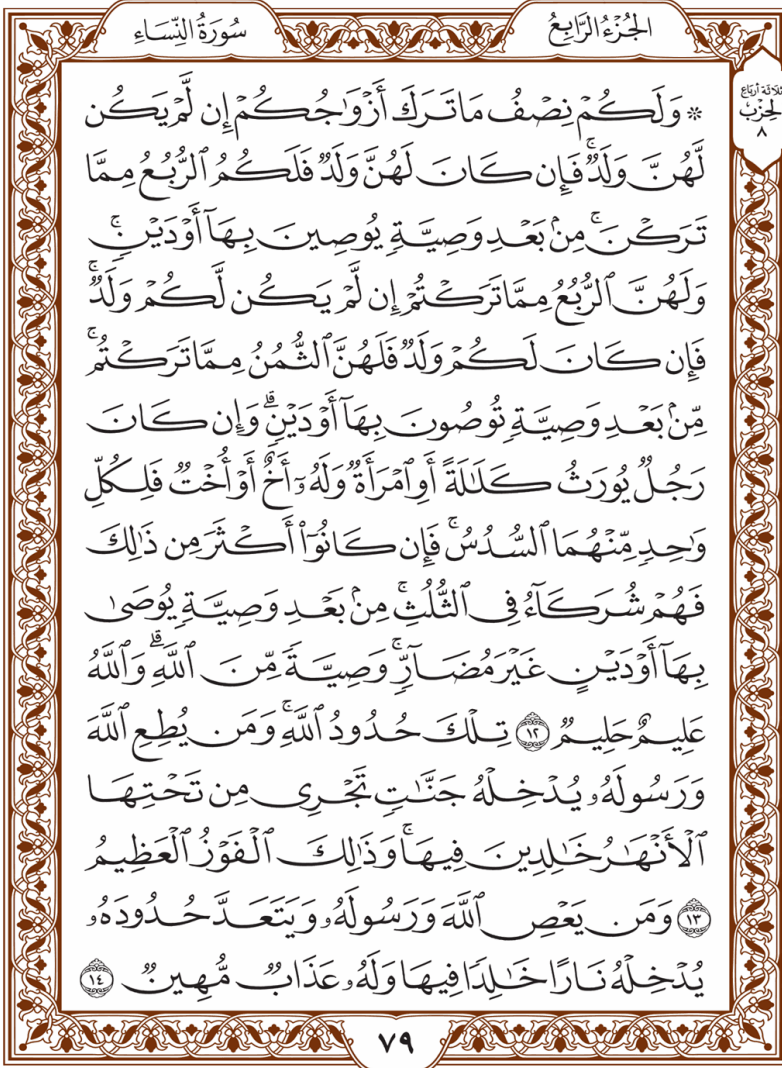 الجُزْءُ الرَّابِعُ
سُورَةُ النِّسَاءِ
ثلاثة أرباع
الحِزْب
٨
۞ وَلَكُمۡ نِصۡفُ مَا تَرَكَ أَزۡوَٰجُكُمۡ إِن لَّمۡ يَكُن
لَّهُنَّ وَلَدٞۚ فَإِن كَانَ لَهُنَّ وَلَدٞ فَلَكُمُ ٱلرُّبُعُ مِمَّا
تَرَكۡنَۚ مِنۢ بَعۡدِ وَصِيَّةٖ يُوصِينَ بِهَآ أَوۡ دَيۡنٖۚ
وَلَهُنَّ ٱلرُّبُعُ مِمَّا تَرَكۡتُمۡ إِن لَّمۡ يَكُن لَّكُمۡ وَلَدٞۚ
فَإِن كَانَ لَكُمۡ وَلَدٞ فَلَهُنَّ ٱلثُّمُنُ مِمَّا تَرَكۡتُمۚ
مِّنۢ بَعۡدِ وَصِيَّةٖ تُوصُونَ بِهَآ أَوۡ دَيۡنٖۗ وَإِن كَانَ
رَجُلٞ يُورَثُ كَلَٰلَةً أَوِ ٱمۡرَأَةٞ وَلَهُۥٓ أَخٌ أَوۡ أُخۡتٞ فَلِكُلِّ
وَٰحِدٖ مِّنۡهُمَا ٱلسُّدُسُۚ فَإِن كَانُوٓاْ أَكۡثَرَ مِن ذَٰلِكَ
فَهُمۡ شُرَكَآءُ فِي ٱلثُّلُثِۚ مِنۢ بَعۡدِ وَصِيَّةٖ يُوصَىٰ
بِهَآ أَوۡ دَيۡنٍ غَيۡرَ مُضَآرّٖۚ وَصِيَّةٗ مِّنَ ٱللَّهِۗ وَٱللَّهُ
عَلِيمٌ حَلِيمٞ ١٢ تِلۡكَ حُدُودُ ٱللَّهِۚ وَمَن يُطِعِ ٱللَّهَ
وَرَسُولَهُۥ يُدۡخِلۡهُ جَنَّٰتٖ تَجۡرِي مِن تَحۡتِهَا
ٱلۡأَنۡهَٰرُ خَٰلِدِينَ فِيهَاۚ وَذَٰلِكَ ٱلۡفَوۡزُ ٱلۡعَظِيمُ
١٣ وَمَن يَعۡصِ ٱللَّهَ وَرَسُولَهُۥ وَيَتَعَدَّ حُدُودَهُۥ
يُدۡخِلۡهُ نَارًا خَٰلِدٗا فِيهَا وَلَهُۥ عَذَابٞ مُّهِينٞ ١٤
٧٩